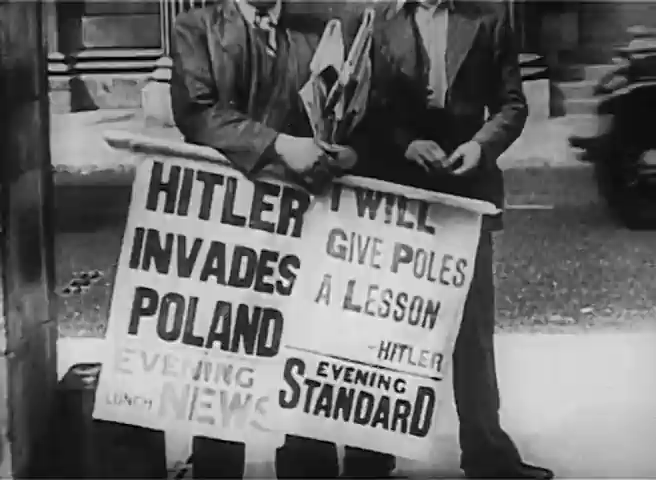 HITLER
INVADES
POLAND
EVENING
LUNCH NEWS
I WILL
GIVE POLES
A LESSON
-HITLER
EVENING
STANDARD